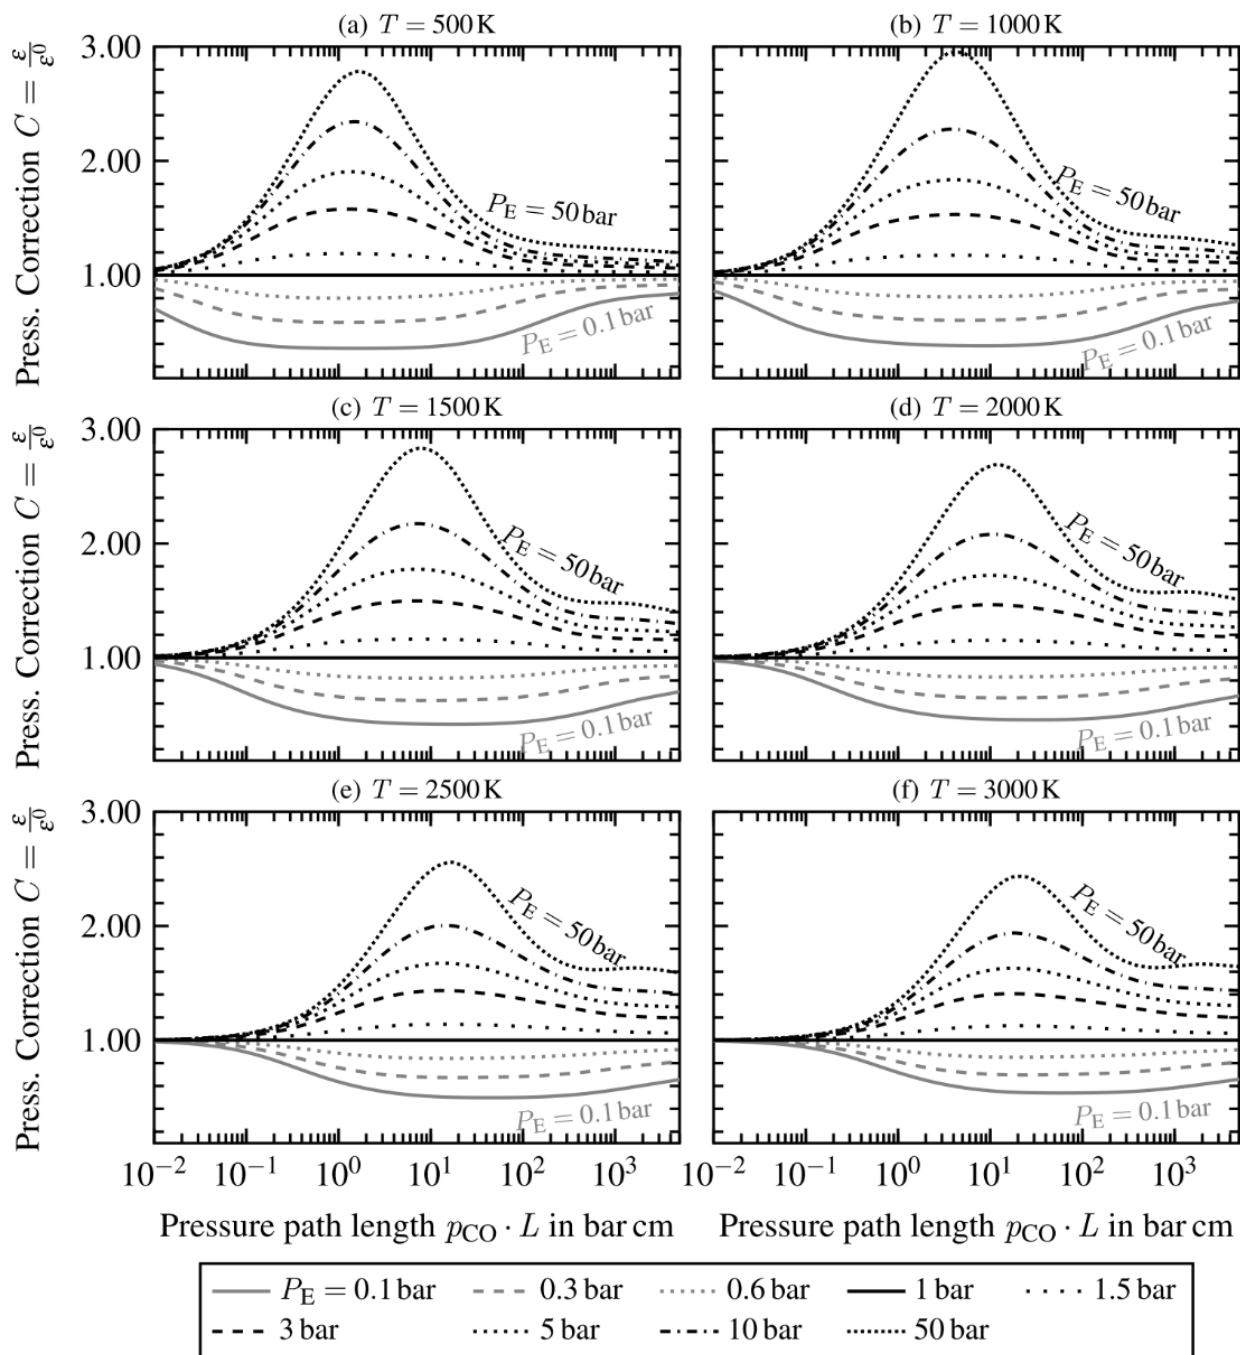 (a) T = 500 K
(b) T = 1000 K
Press. Correction C = ε/ε⁰
3.00
2.00
1.00
P_E = 50 bar
P_E = 0.1 bar
P_E = 50 bar
P_E = 0.1 bar
(c) T = 1500 K
(d) T = 2000 K
Press. Correction C = ε/ε⁰
3.00
2.00
1.00
P_E = 50 bar
P_E = 0.1 bar
P_E = 50 bar
P_E = 0.1 bar
(e) T = 2500 K
(f) T = 3000 K
Press. Correction C = ε/ε⁰
3.00
2.00
1.00
P_E = 50 bar
P_E = 0.1 bar
P_E = 50 bar
P_E = 0.1 bar
10⁻² 10⁻¹ 10⁰ 10¹ 10² 10³ 10⁻² 10⁻¹ 10⁰ 10¹ 10² 10³
Pressure path length p_CO · L in bar cm
Pressure path length p_CO · L in bar cm
P_E = 0.1 bar 0.3 bar 0.6 bar 1 bar 1.5 bar
3 bar 5 bar 10 bar 50 bar